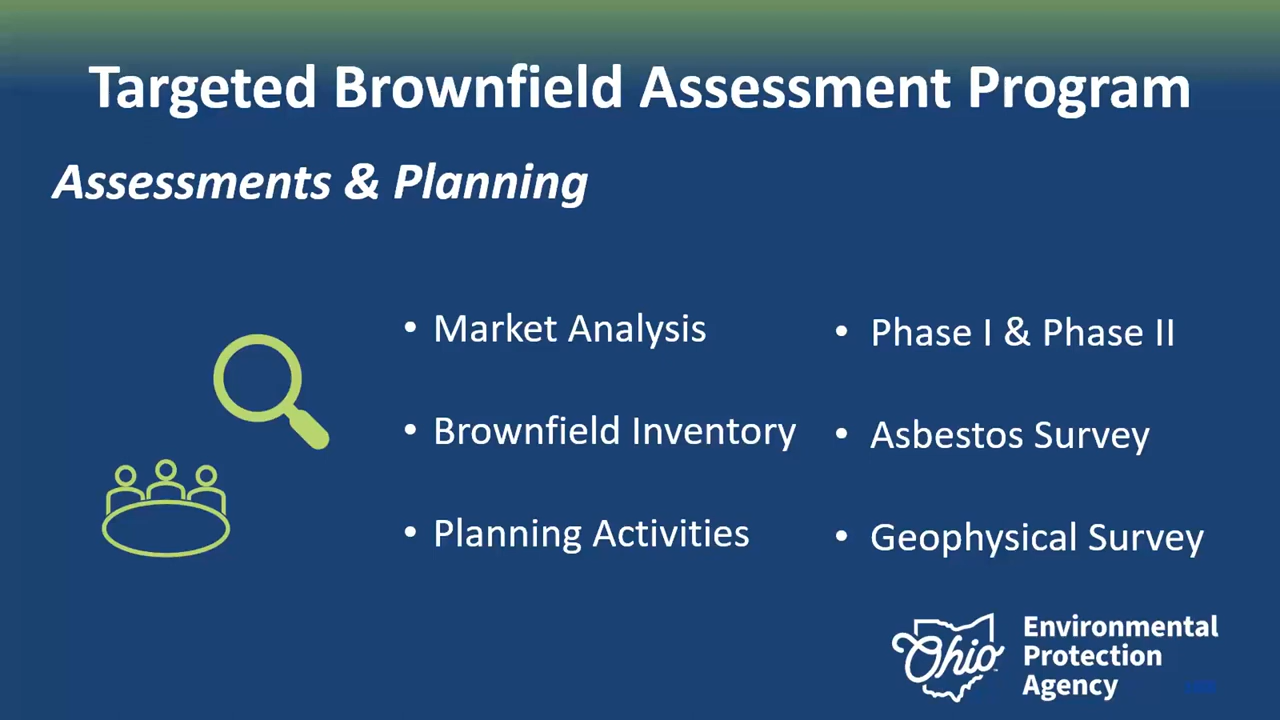 Targeted Brownfield Assessment Program
Assessments & Planning
• Market Analysis
• Brownfield Inventory
• Planning Activities
• Phase I & Phase II
• Asbestos Survey
• Geophysical Survey
Ohio
Environmental
Protection
Agency